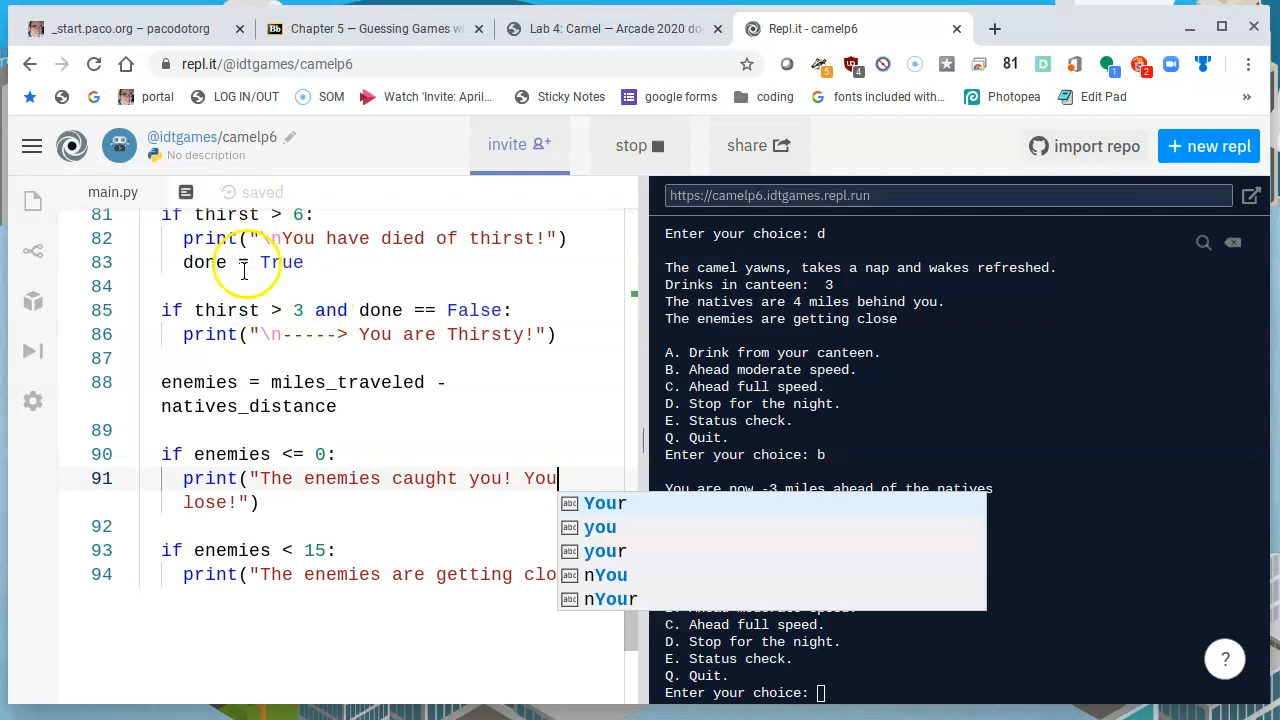 _start.paco.org – pacodotorg
Chapter 5 — Guessing Games wi
Lab 4: Camel — Arcade 2020 do
Repl.it - camelp6
repl.it/@idtgames/camelp6
5
4
81
1
2
portal
LOG IN/OUT
SOM
Watch 'Invite: April...
Sticky Notes
google forms
coding
fonts included with...
Photopea
Edit Pad
»
@idtgames/camelp6
No description
invite
stop
share
import repo
+ new repl
main.py
saved
https://camelp6.idtgames.repl.run
81 if thirst > 6:
82 print("\nYou have died of thirst!")
83 done = True
84
85 if thirst > 3 and done == False:
86 print("\n-----> You are Thirsty!")
87
88 enemies = miles_traveled -
natives_distance
89
90 if enemies <= 0:
91 print("The enemies caught you! You
lose!")
92
93 if enemies < 15:
94 print("The enemies are getting clo
Your
you
your
nYou
nYour
Enter your choice: d
The camel yawns, takes a nap and wakes refreshed.
Drinks in canteen:  3
The natives are 4 miles behind you.
The enemies are getting close
A. Drink from your canteen.
B. Ahead moderate speed.
C. Ahead full speed.
D. Stop for the night.
E. Status check.
Q. Quit.
Enter your choice: b
You are now -3 miles ahead of the natives
B. Ahead moderate speed.
C. Ahead full speed.
D. Stop for the night.
E. Status check.
Q. Quit.
Enter your choice:
?